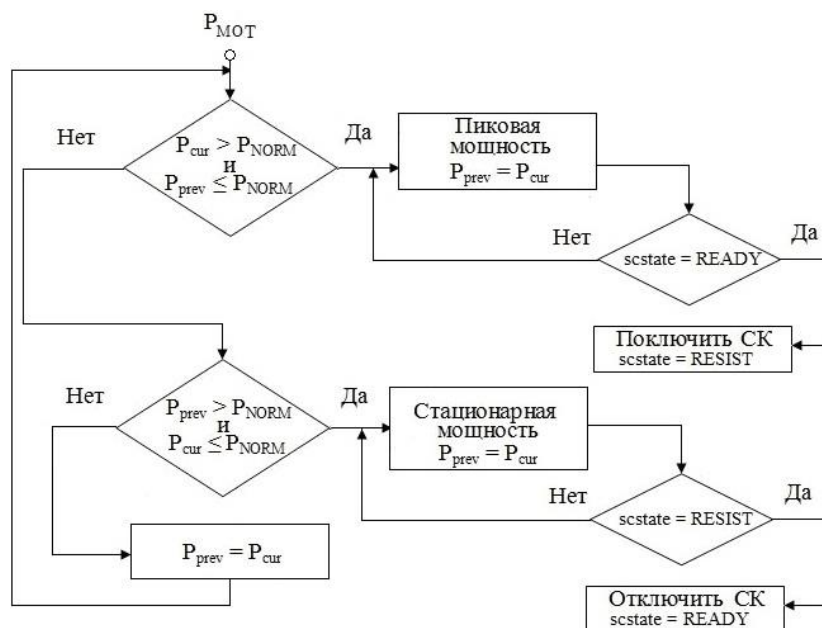 P_МОТ
Нет
P_cur > P_NORM
и
P_prev ≤ P_NORM
Да
Пиковая
мощность
P_prev = P_cur
Нет
scstate = READY
Да
Поключить СК
scstate = RESIST
Нет
P_prev > P_NORM
и
P_cur ≤ P_NORM
Да
Стационарная
мощность
P_prev = P_cur
Нет
scstate = RESIST
Да
P_prev = P_cur
Отключить СК
scstate = READY